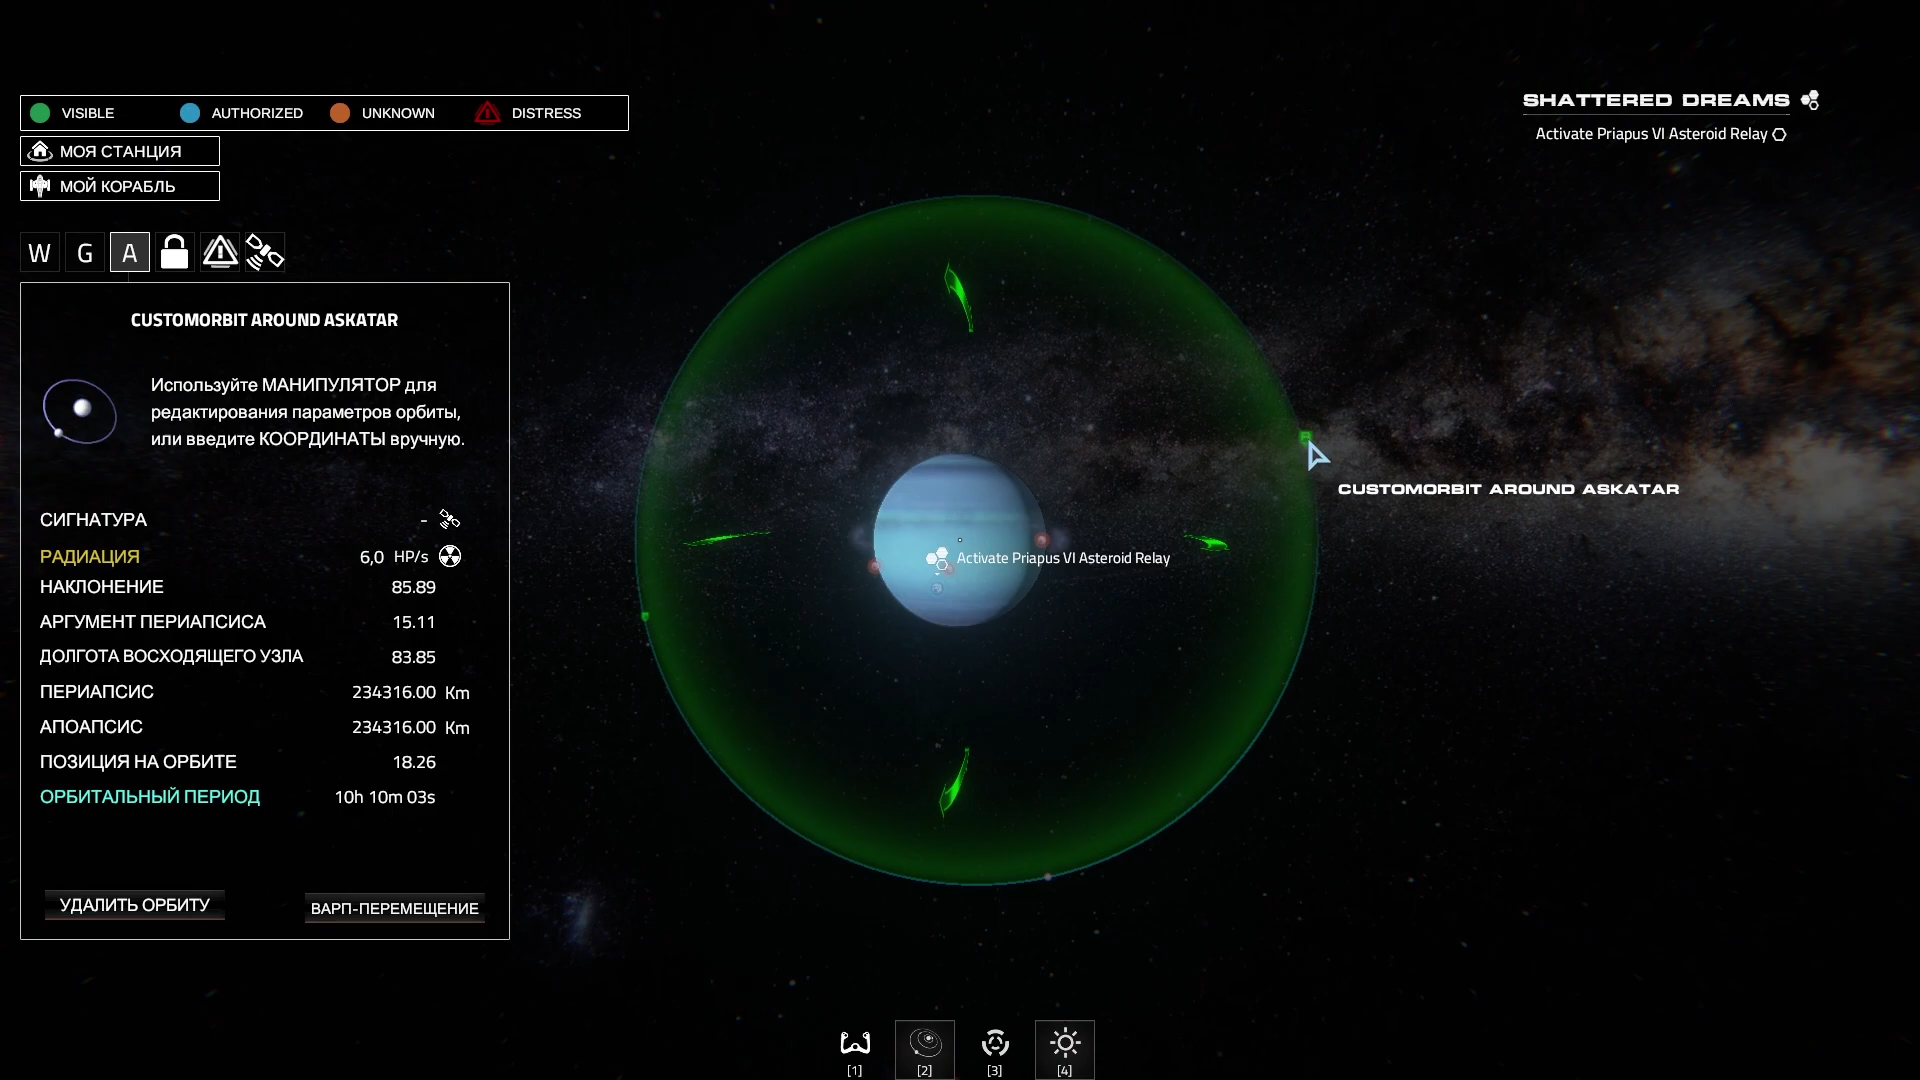 VISIBLE AUTHORIZED UNKNOWN DISTRESS
МОЯ СТАНЦИЯ
МОЙ КОРАБЛЬ
SHATTERED DREAMS
Activate Priapus VI Asteroid Relay
W G A
CUSTOMORBIT AROUND ASKATAR
Используйте МАНИПУЛЯТОР для
редактирования параметров орбиты,
или введите КООРДИНАТЫ вручную.
СИГНАТУРА -
РАДИАЦИЯ 6,0 HP/s
НАКЛОНЕНИЕ 85.89
АРГУМЕНТ ПЕРИАПСИСА 15.11
ДОЛГОТА ВОСХОДЯЩЕГО УЗЛА 83.85
ПЕРИАПСИС 234316.00 Km
АПОАПСИС 234316.00 Km
ПОЗИЦИЯ НА ОРБИТЕ 18.26
ОРБИТАЛЬНЫЙ ПЕРИОД 10h 10m 03s
УДАЛИТЬ ОРБИТУ
ВАРП-ПЕРЕМЕЩЕНИЕ
CUSTOMORBIT AROUND ASKATAR
Activate Priapus VI Asteroid Relay
[1] [2] [3] [4]